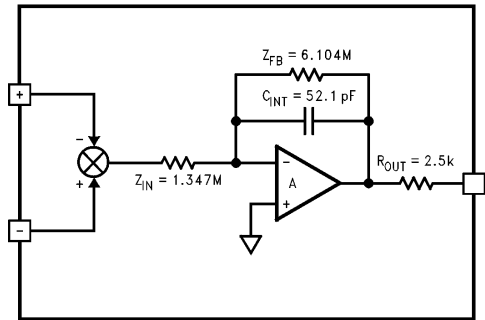 Z_FB = 6.104M
C_INT = 52.1 pF
+
−
−
Z_IN = 1.347M
A
R_OUT = 2.5k
+
+
−